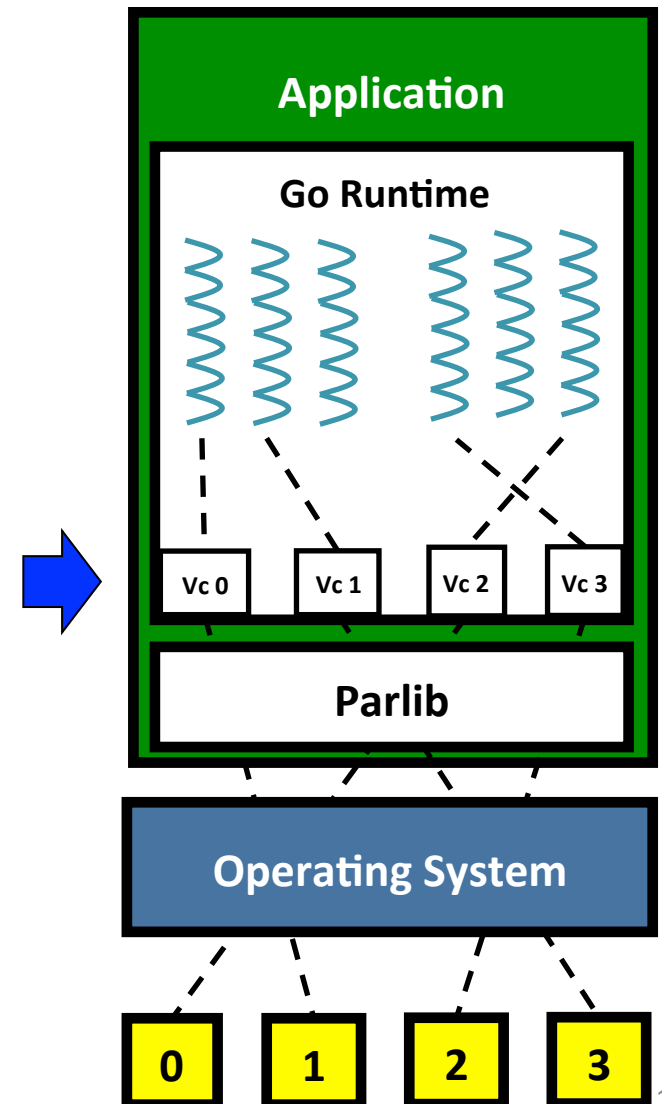 Application
Go Runtime
Vc 0 Vc 1 Vc 2 Vc 3
Parlib
Operating System
0 1 2 3